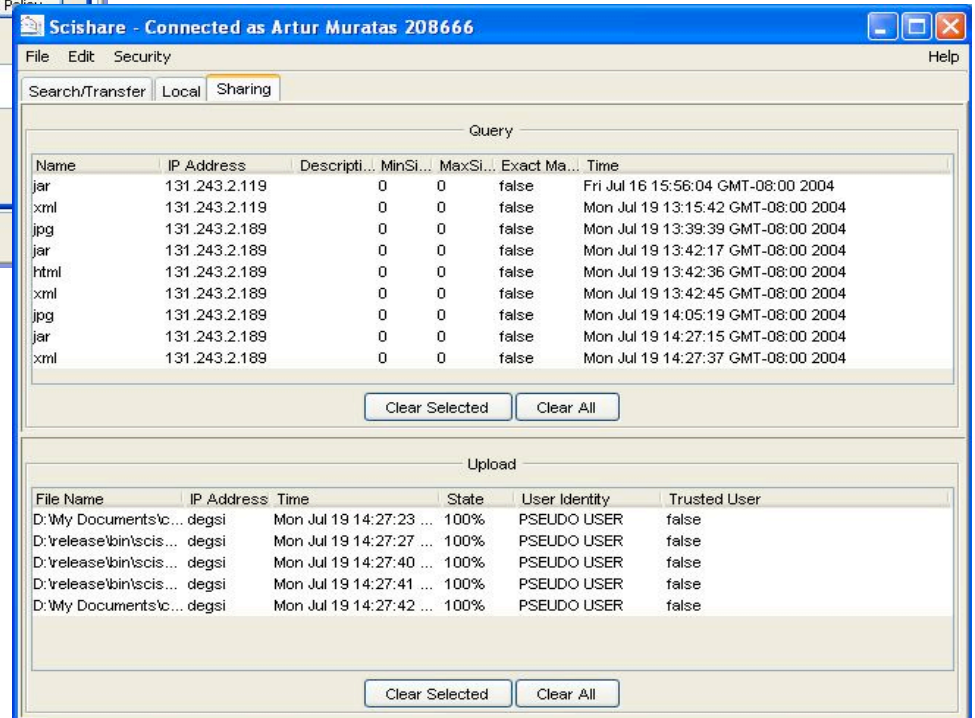 Policy
Scishare - Connected as Artur Muratas 208666
File Edit Security Help
Search/Transfer Local Sharing
Query
Name IP Address Descripti... MinSi... MaxSi... Exact Ma... Time
jar 131.243.2.119 0 0 false Fri Jul 16 15:56:04 GMT-08:00 2004
xml 131.243.2.119 0 0 false Mon Jul 19 13:15:42 GMT-08:00 2004
jpg 131.243.2.189 0 0 false Mon Jul 19 13:39:39 GMT-08:00 2004
jar 131.243.2.189 0 0 false Mon Jul 19 13:42:17 GMT-08:00 2004
html 131.243.2.189 0 0 false Mon Jul 19 13:42:36 GMT-08:00 2004
xml 131.243.2.189 0 0 false Mon Jul 19 13:42:45 GMT-08:00 2004
jpg 131.243.2.189 0 0 false Mon Jul 19 14:05:19 GMT-08:00 2004
jar 131.243.2.189 0 0 false Mon Jul 19 14:27:15 GMT-08:00 2004
xml 131.243.2.189 0 0 false Mon Jul 19 14:27:37 GMT-08:00 2004
Clear Selected Clear All
Upload
File Name IP Address Time State User Identity Trusted User
D:\My Documents\c... degsi Mon Jul 19 14:27:23 ... 100% PSEUDO USER false
D:\release\bin\scis... degsi Mon Jul 19 14:27:27 ... 100% PSEUDO USER false
D:\release\bin\scis... degsi Mon Jul 19 14:27:40 ... 100% PSEUDO USER false
D:\release\bin\scis... degsi Mon Jul 19 14:27:41 ... 100% PSEUDO USER false
D:\My Documents\c... degsi Mon Jul 19 14:27:42 ... 100% PSEUDO USER false
Clear Selected Clear All